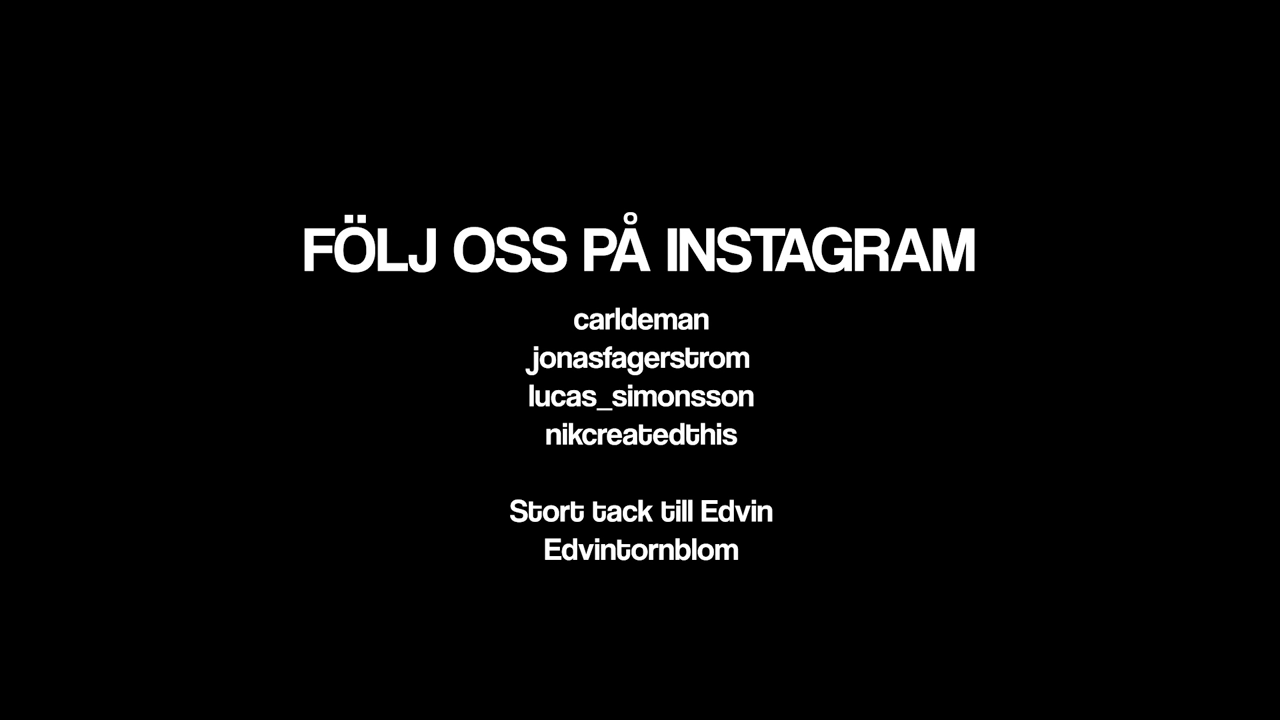 FÖLJ OSS PÅ INSTAGRAM
carldeman
jonasfagerstrom
lucas_simonsson
nikcreatedthis
Stort tack till Edvin
Edvintornblom